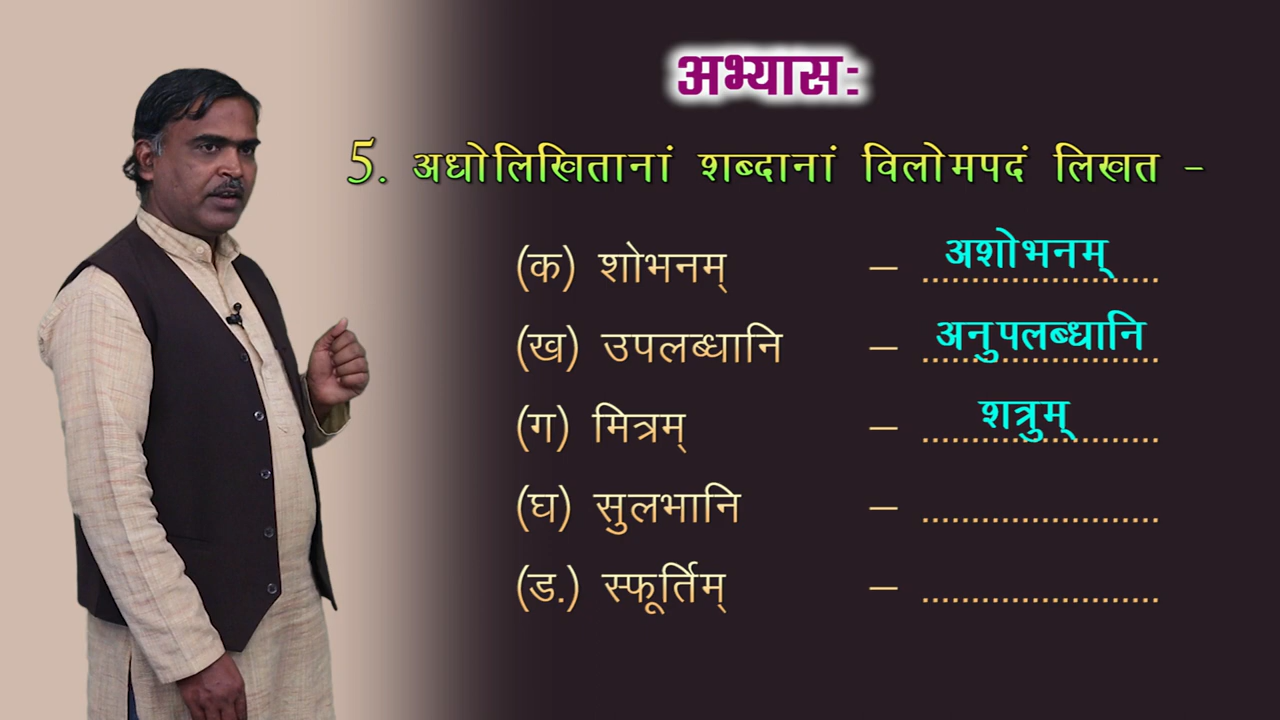 अभ्यासः
5. अधोलिखितानां शब्दानां विलोमपदं लिखत –
(क) शोभनम् – ....................... अशोभनम्
(ख) उपलब्धानि – ....................... अनुपलब्धानि
(ग) मित्रम् – ....................... शत्रुम्
(घ) सुलभानि – .......................
(ड.) स्फूर्तिम् – .......................